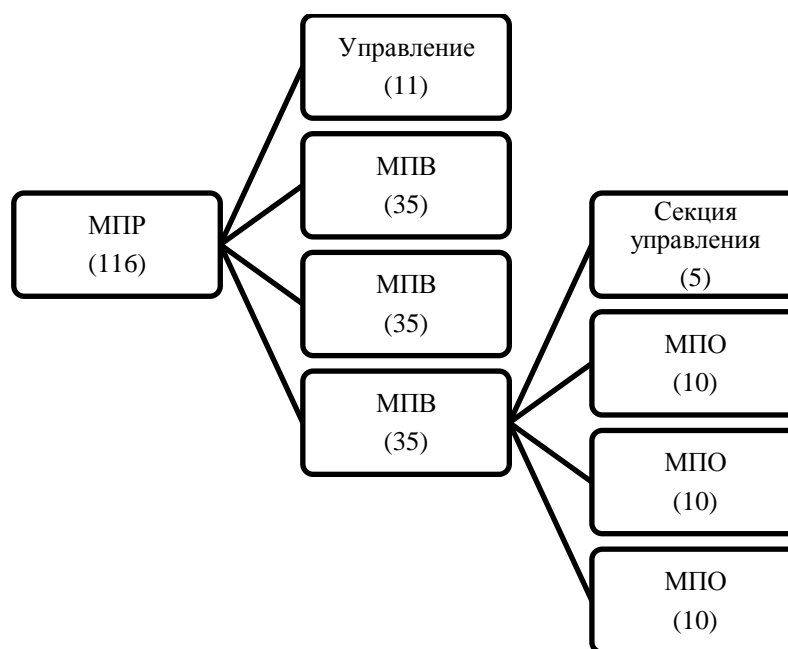 МПР
(116)
Управление
(11)
МПВ
(35)
МПВ
(35)
МПВ
(35)
Секция
управления
(5)
МПО
(10)
МПО
(10)
МПО
(10)